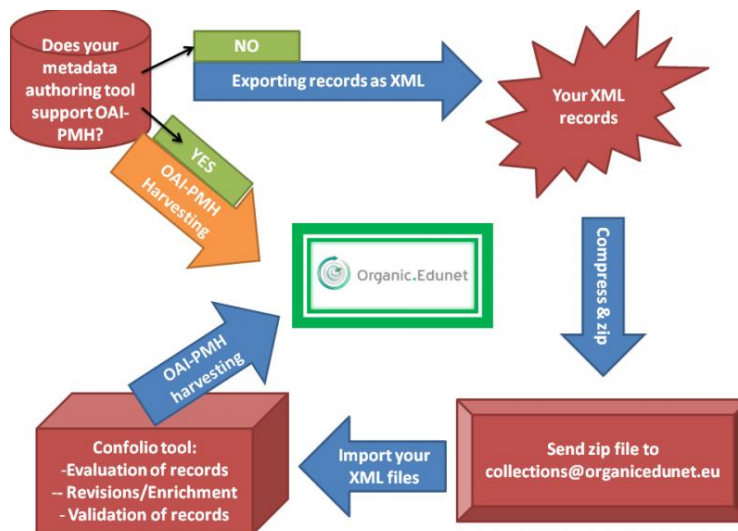 Does your
metadata
authoring tool
support OAI-
PMH?
NO
Exporting records as XML
Your XML
records
YES
OAI-PMH
Harvesting
Organic.Edunet
Compress & zip
OAI-PMH
harvesting
Confolio tool:
-Evaluation of records
-- Revisions/Enrichment
- Validation of records
Import your
XML files
Send zip file to
collections@organicedunet.eu